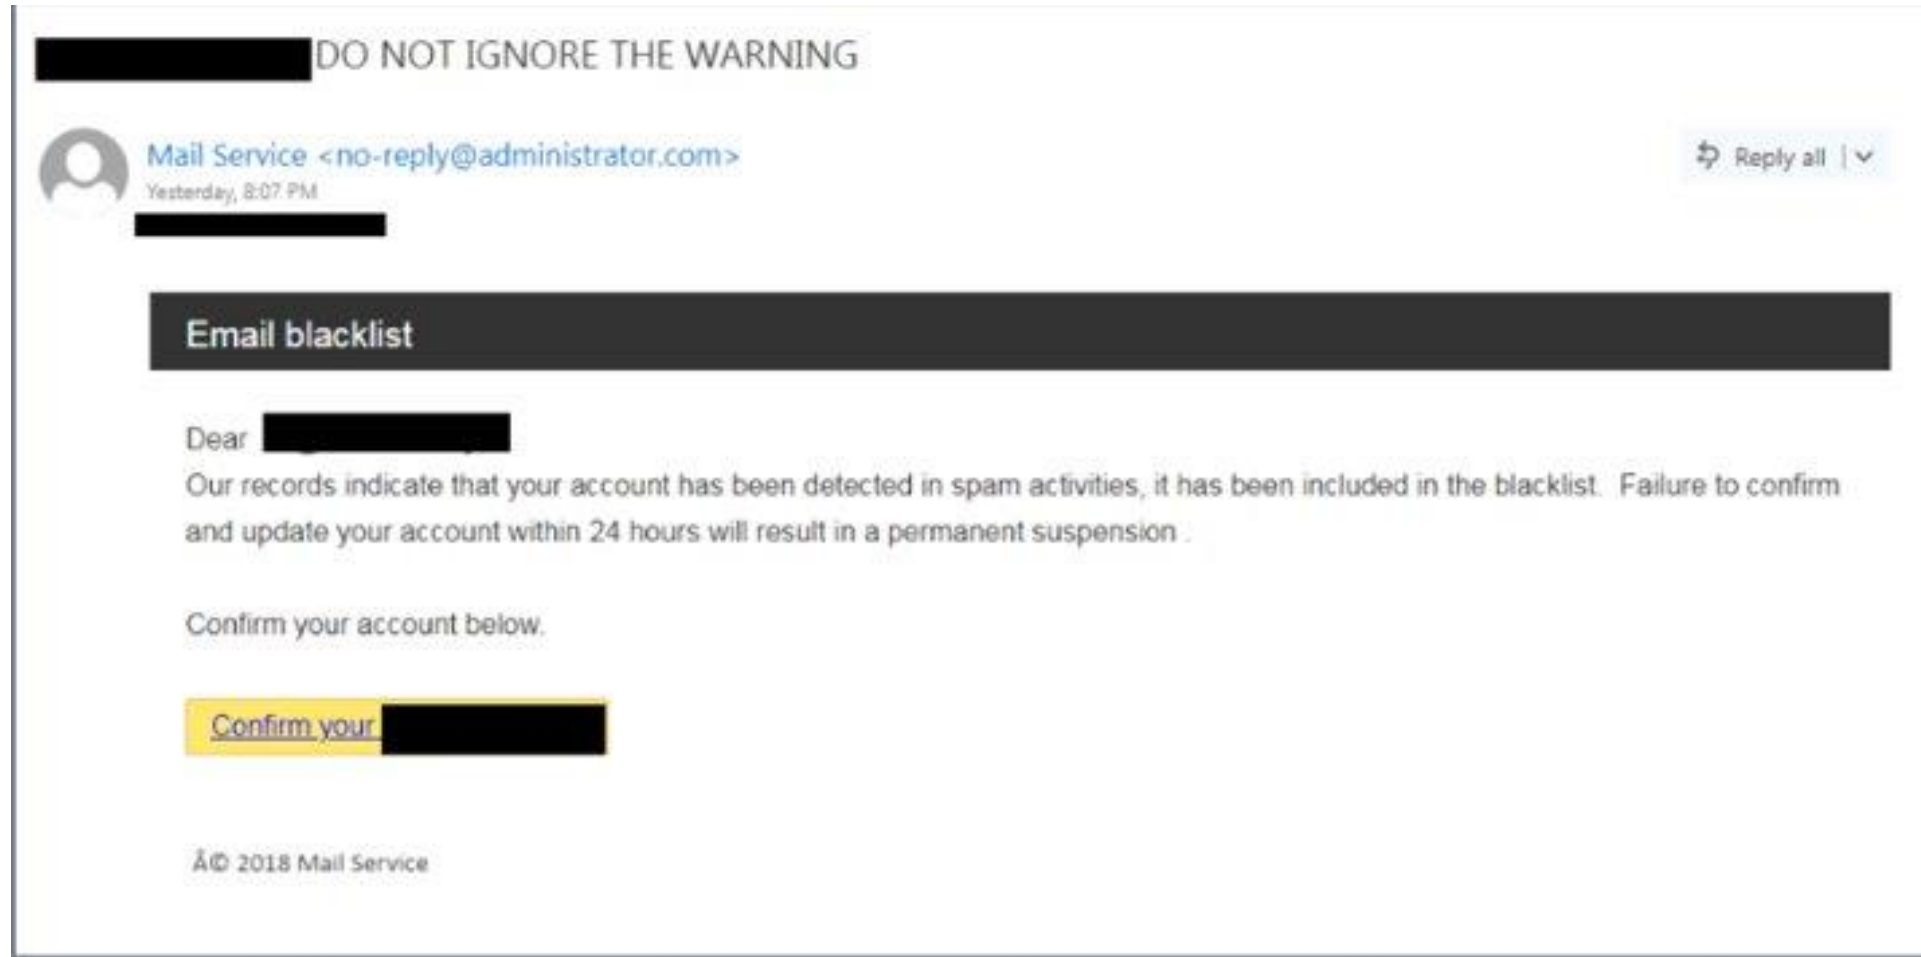 DO NOT IGNORE THE WARNING
Mail Service <no-reply@administrator.com>
Reply all
Yesterday, 8:07 PM
Email blacklist
Dear
Our records indicate that your account has been detected in spam activities, it has been included in the blacklist. Failure to confirm
and update your account within 24 hours will result in a permanent suspension .
Confirm your account below.
Confirm your
© 2018 Mail Service